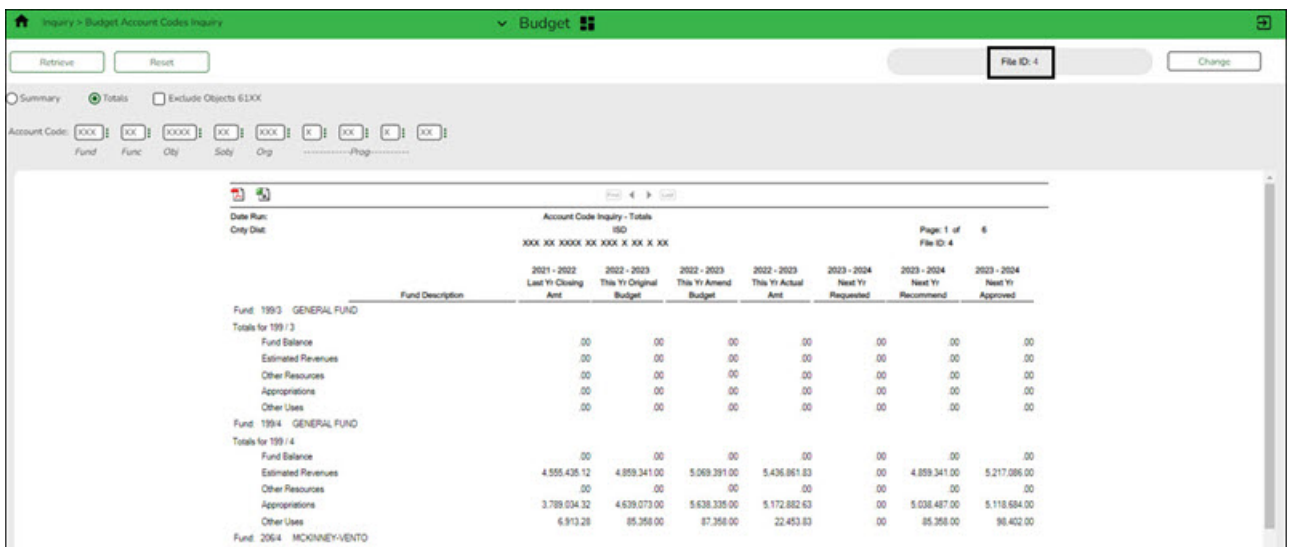 Inquiry > Budget Account Codes Inquiry
Budget
Retrieve Reset File ID: 4 Change
Summary Totals Exclude Objects 61XX
Account Code: XXX XX XXXX XX XXX X XX X XX
Fund Func Obj Sobj Org ------------Prog----------
First Last
Date Run: Account Code Inquiry - Totals
Cnty Dist: ISD Page: 1 of 6
XXX XX XXXX XX XXX X XX X XX File ID: 4
2021 - 2022 2022 - 2023 2022 - 2023 2022 - 2023 2023 - 2024 2023 - 2024 2023 - 2024
Last Yr Closing This Yr Original This Yr Amend This Yr Actual Next Yr Next Yr Next Yr
Fund Description Amt Budget Budget Amt Requested Recommend Approved
Fund: 199/3 GENERAL FUND
Totals for 199 / 3
Fund Balance .00 .00 .00 .00 .00 .00 .00
Estimated Revenues .00 .00 .00 .00 .00 .00 .00
Other Resources .00 .00 .00 .00 .00 .00 .00
Appropriations .00 .00 .00 .00 .00 .00 .00
Other Uses .00 .00 .00 .00 .00 .00 .00
Fund: 199/4 GENERAL FUND
Totals for 199 / 4
Fund Balance .00 .00 .00 .00 .00 .00 .00
Estimated Revenues 4,555,435.12 4,859,341.00 5,069,391.00 5,436,861.83 .00 4,859,341.00 5,217,086.00
Other Resources .00 .00 .00 .00 .00 .00 .00
Appropriations 3,789,034.32 4,639,073.00 5,638,335.00 5,172,882.63 .00 5,038,487.00 5,118,684.00
Other Uses 6,913.28 85,358.00 87,358.00 22,453.83 .00 85,358.00 98,402.00
Fund: 206/4 MCKINNEY-VENTO